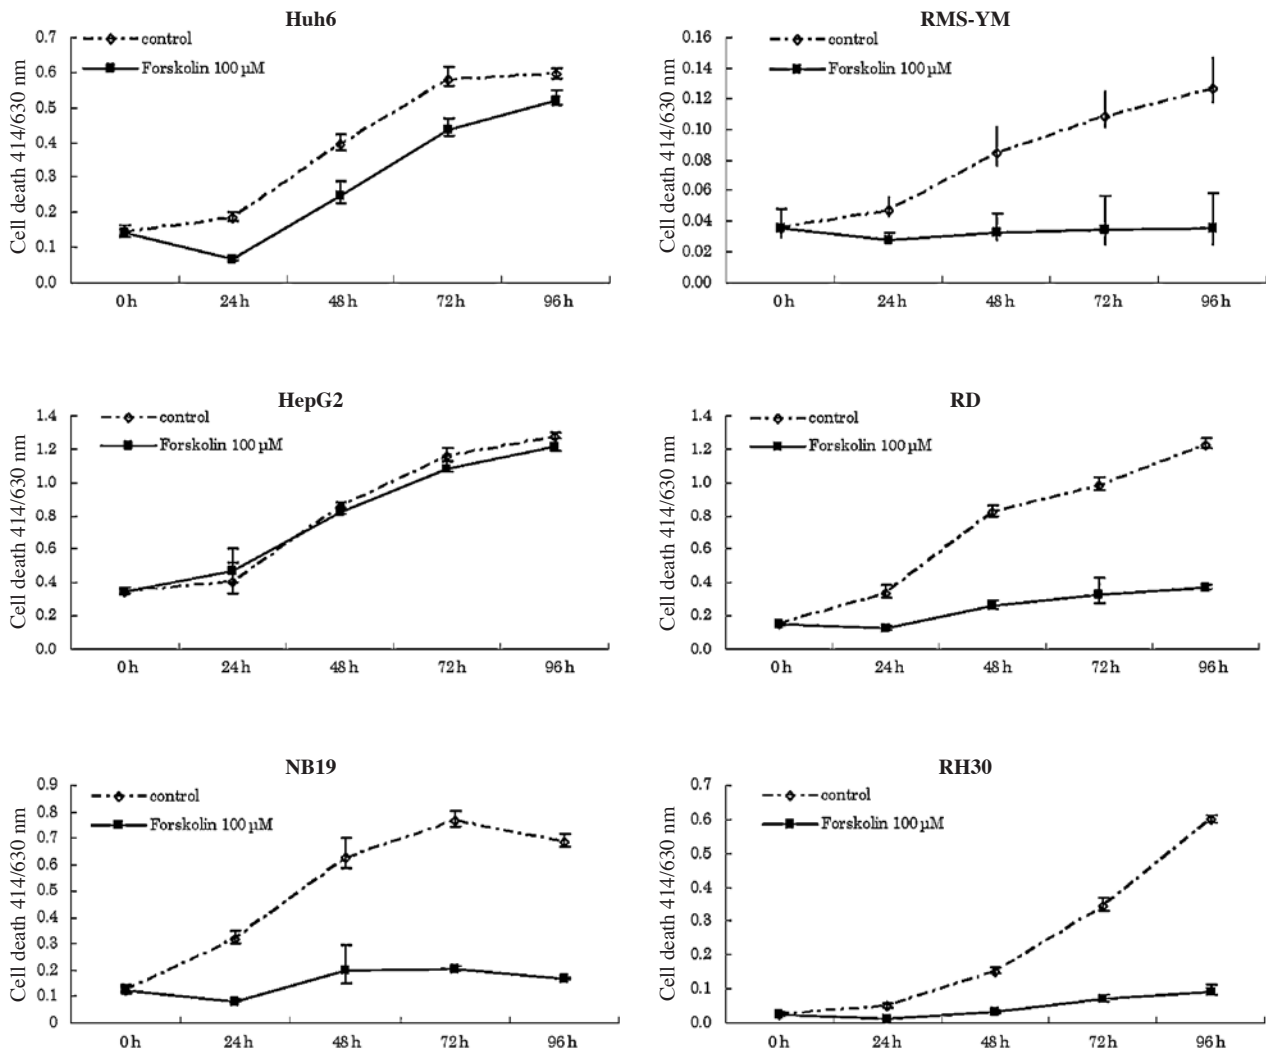 Huh6
control
Forskolin 100 µM
Cell death 414/630 nm
0.7
0.6
0.5
0.4
0.3
0.2
0.1
0.0
0h 24h 48h 72h 96h
RMS-YM
control
Forskolin 100 µM
Cell death 414/630 nm
0.16
0.14
0.12
0.10
0.08
0.06
0.04
0.02
0.00
0h 24h 48h 72h 96h
HepG2
control
Forskolin 100 µM
Cell death 414/630 nm
1.4
1.2
1.0
0.8
0.6
0.4
0.2
0.0
0h 24h 48h 72h 96h
RD
control
Forskolin 100 µM
Cell death 414/630 nm
1.4
1.2
1.0
0.8
0.6
0.4
0.2
0.0
0h 24h 48h 72h 96h
NB19
control
Forskolin 100 µM
Cell death 414/630 nm
0.9
0.8
0.7
0.6
0.5
0.4
0.3
0.2
0.1
0
0h 24h 48h 72h 96h
RH30
control
Forskolin 100 µM
Cell death 414/630 nm
0.7
0.6
0.5
0.4
0.3
0.2
0.1
0.0
0h 24h 48h 72h 96h